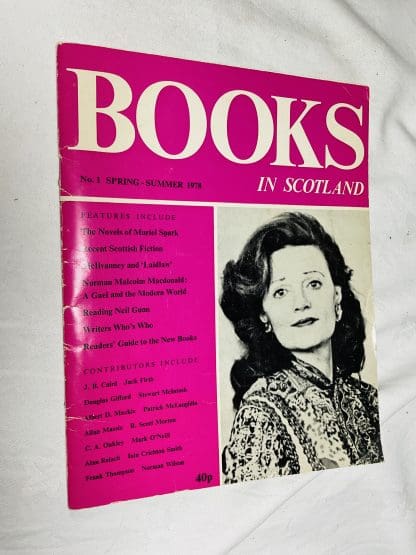 BOOKS
IN SCOTLAND
No. 1 SPRING - SUMMER 1978
FEATURES INCLUDE
The Novels of Muriel Spark
Recent Scottish Fiction
McIlvanney and 'Laidlaw'
Norman Malcolm Macdonald:
A Gael and the Modern World
Reading Neil Gunn
Writers Who's Who
Readers' Guide to the New Books
CONTRIBUTORS INCLUDE
J. B. Caird Jack Firth
Douglas Gifford Stewart McIntosh
Albert D. Mackie Patrick McLaughlin
Allan Massie R. Scott Morton
C. A. Oakley Mark O'Neill
Alan Reiach Iain Crichton Smith
Frank Thompson Norman Wilson
40p